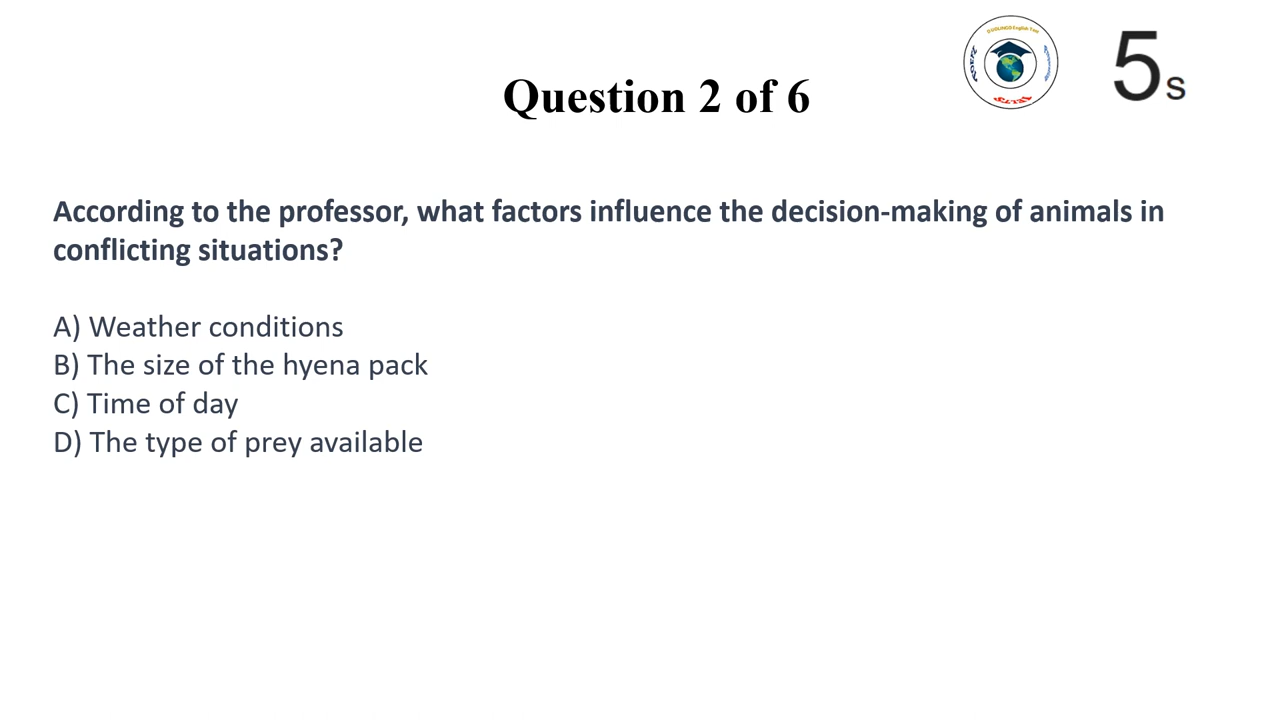 Question 2 of 6
5s
According to the professor, what factors influence the decision-making of animals in
conflicting situations?
A) Weather conditions
B) The size of the hyena pack
C) Time of day
D) The type of prey available